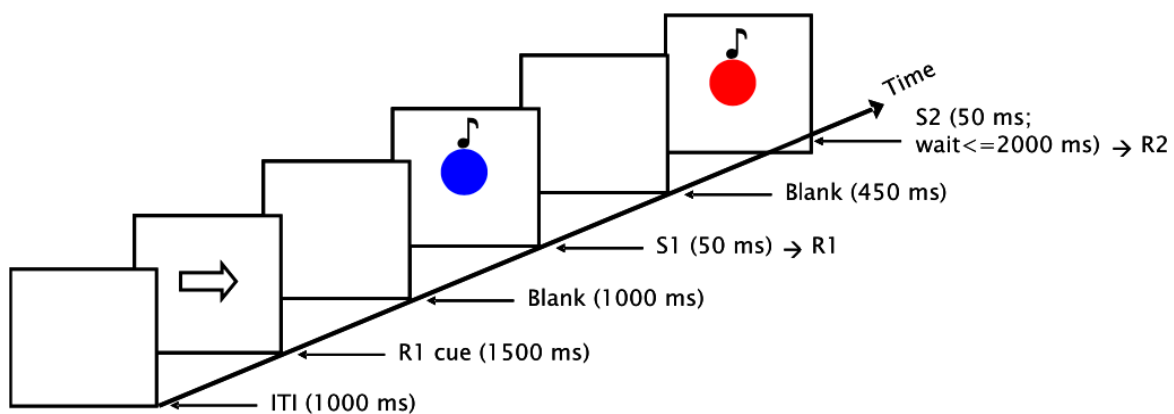 Time
S2 (50 ms;
wait<=2000 ms) → R2
Blank (450 ms)
S1 (50 ms) → R1
Blank (1000 ms)
R1 cue (1500 ms)
ITI (1000 ms)